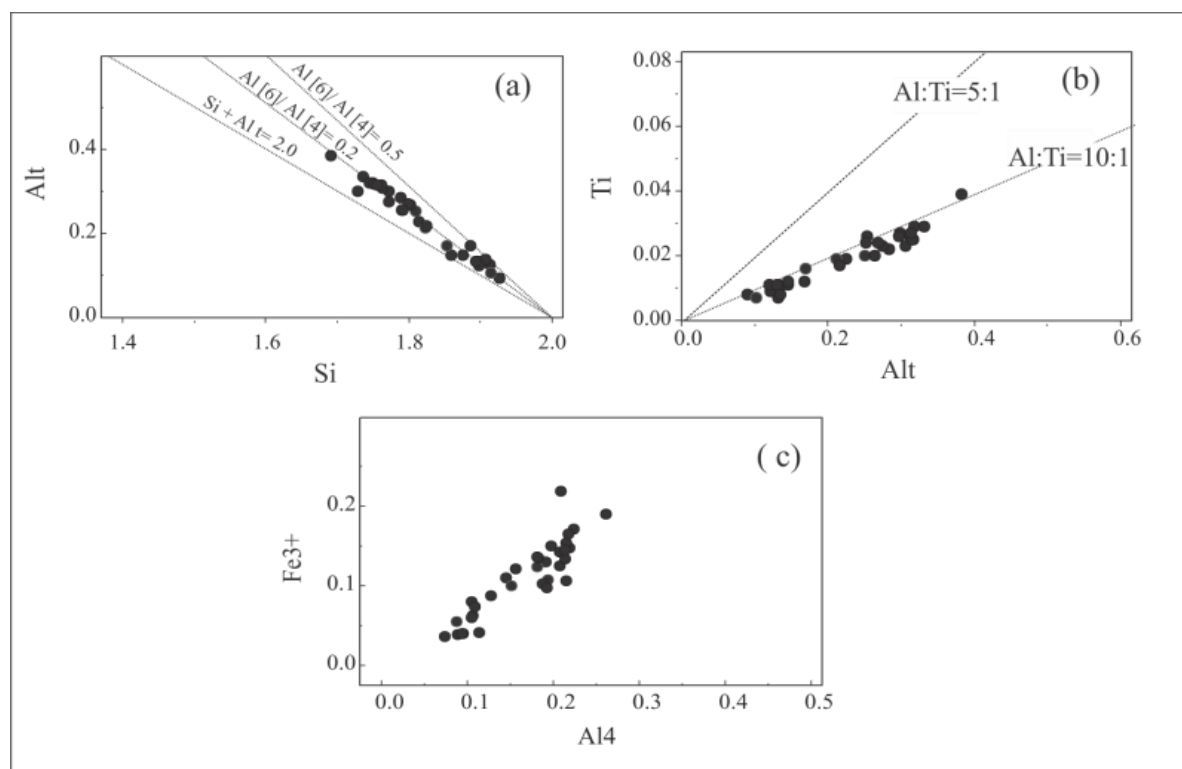 (a)
Al [6]/ Al [4]= 0.5
Al [6]/ Al [4]= 0.2
Si + Al t= 2.0
0.4
0.2
0.0
Alt
1.4
1.6
1.8
2.0
Si
(b)
Al:Ti=5:1
Al:Ti=10:1
0.08
0.06
0.04
0.02
0.00
Ti
0.0
0.2
0.4
0.6
Alt
( c)
0.2
0.1
0.0
Fe3+
0.0
0.1
0.2
0.3
0.4
0.5
Al4